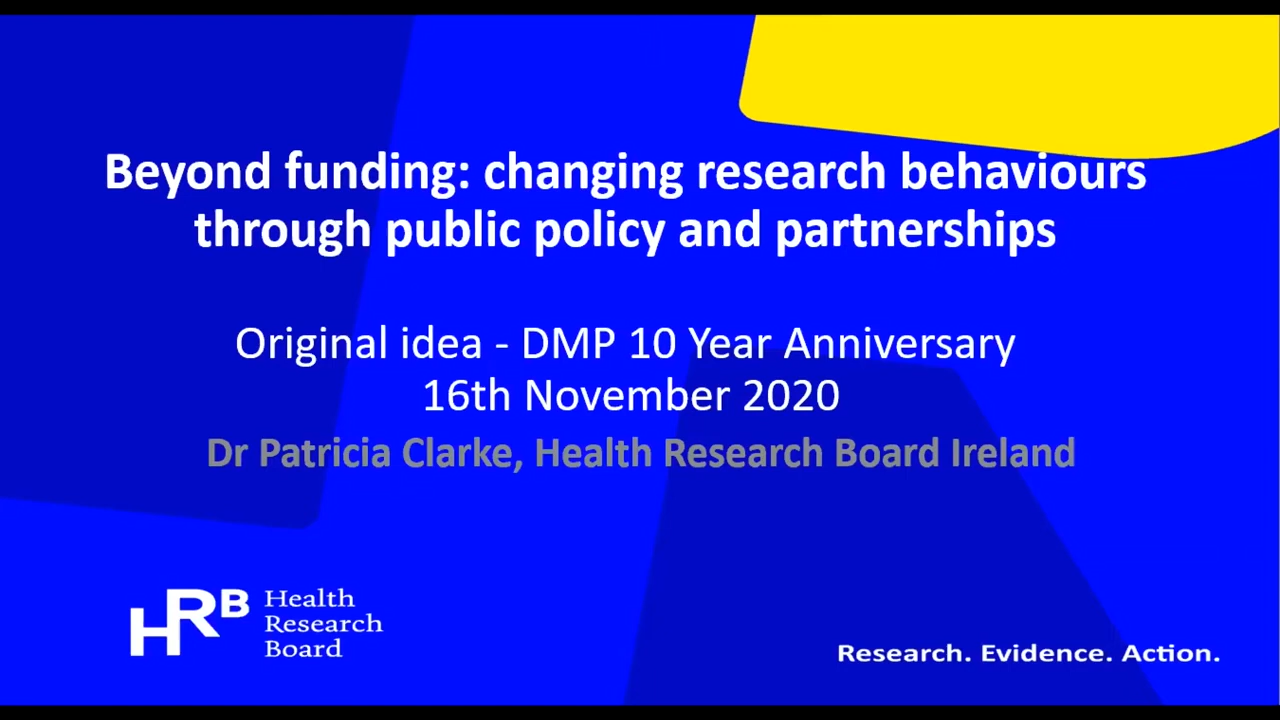 Beyond funding: changing research behaviours
through public policy and partnerships
Original idea - DMP 10 Year Anniversary
16th November 2020
Dr Patricia Clarke, Health Research Board Ireland
HRB
Health
Research
Board
Research. Evidence. Action.